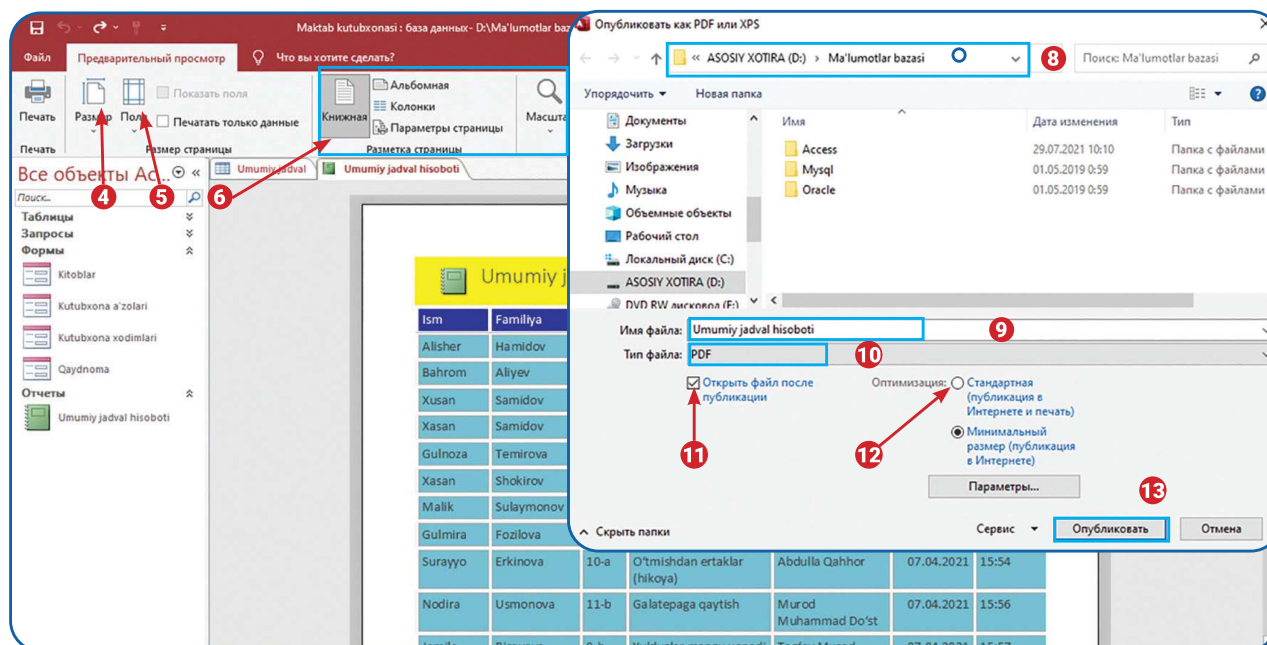 Maktab kutubxonasi : база данных- D:\Ma'lumotlar baz
Файл
Предварительный просмотр
Что вы хотите сделать?
Печать
Размер
Поля
Показать поля
Печатать только данные
Книжная
Альбомная
Колонки
Параметры страницы
Масшта
Печать
Размер страницы
Разметка страницы
4
5
6
Все объекты Ac...
Поиск...
Таблицы
Запросы
Формы
Kitoblar
Kutubxona a'zolari
Kutubxona xodimlari
Qaydnoma
Отчеты
Umumiy jadval hisoboti
Umumiy jadval
Umumiy jadval hisoboti
Umumiy j
Ism Familiya
Alisher Hamidov
Bahrom Aliyev
Xusan Samidov
Xasan Samidov
Gulnoza Temirova
Xasan Shokirov
Malik Sulaymonov
Gulmira Fozilova
Surayyo Erkinova 10-a O'tmishdan ertaklar Abdulla Qahhor 07.04.2021 15:54
(hikoya)
Nodira Usmonova 11-b Galatepaga qaytish Murod 07.04.2021 15:56
Muhammad Do'st
Опубликовать как PDF или XPS
« ASOSIY XOTIRA (D:) › Ma'lumotlar bazasi
8
Поиск: Ma'lumotlar bazasi
Упорядочить
Новая папка
Документы
Загрузки
Изображения
Музыка
Объемные объекты
Рабочий стол
Локальный диск (C:)
ASOSIY XOTIRA (D:)
DVD RW дисковод (F:)
Имя Дата изменения Тип
Access 29.07.2021 10:10 Папка с файлами
Mysql 01.05.2019 0:59 Папка с файлами
Oracle 01.05.2019 0:59 Папка с файлами
Имя файла: Umumiy jadval hisoboti
9
Тип файла: PDF
10
Открыть файл после
публикации
11
Оптимизация:
Стандартная
(публикация в
Интернете и печать)
12
Минимальный
размер (публикация
в Интернете)
Параметры...
13
Скрыть папки
Сервис
Опубликовать
Отмена